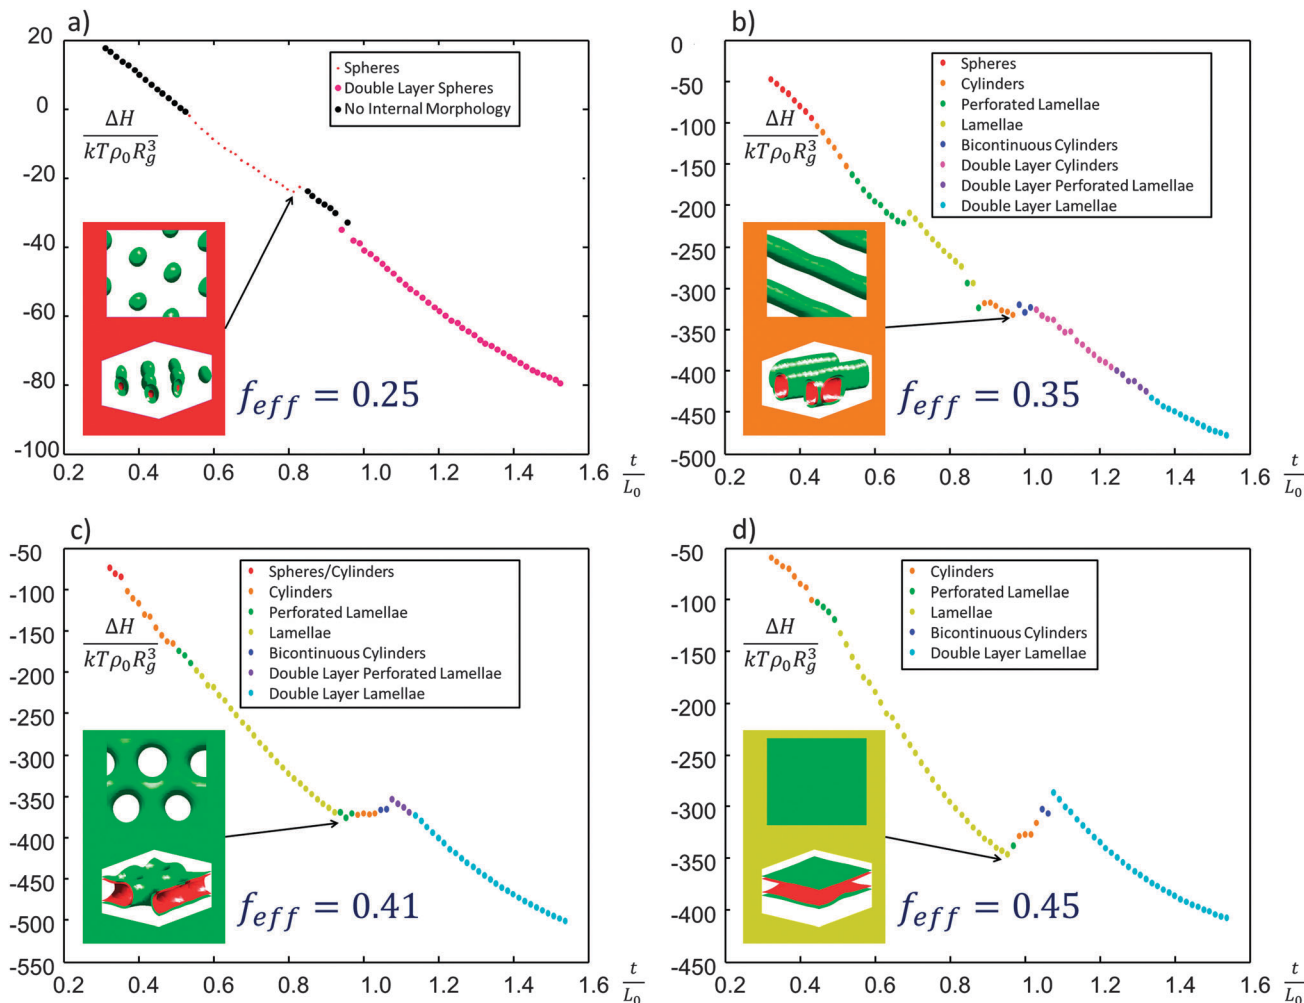 a)
20
0
-20
-40
-60
-80
-100
ΔH
kTρ₀R_g³
Spheres
Double Layer Spheres
No Internal Morphology
f_eff = 0.25
0.2 0.4 0.6 0.8 1.0 1.2 1.4 1.6
t
L₀
b)
0
-50
-100
-150
-200
-250
-300
-350
-400
-450
-500
ΔH
kTρ₀R_g³
Spheres
Cylinders
Perforated Lamellae
Lamellae
Bicontinuous Cylinders
Double Layer Cylinders
Double Layer Perforated Lamellae
Double Layer Lamellae
f_eff = 0.35
0.2 0.4 0.6 0.8 1.0 1.2 1.4 1.6
t
L₀
c)
-50
-100
-150
-200
-250
-300
-350
-400
-450
-500
-550
ΔH
kTρ₀R_g³
Spheres/Cylinders
Cylinders
Perforated Lamellae
Lamellae
Bicontinuous Cylinders
Double Layer Perforated Lamellae
Double Layer Lamellae
f_eff = 0.41
0.2 0.4 0.6 0.8 1.0 1.2 1.4 1.6
t
L₀
d)
-50
-100
-150
-200
-250
-300
-350
-400
-450
ΔH
kTρ₀R_g³
Cylinders
Perforated Lamellae
Lamellae
Bicontinuous Cylinders
Double Layer Lamellae
f_eff = 0.45
0.2 0.4 0.6 0.8 1.0 1.2 1.4 1.6
t
L₀